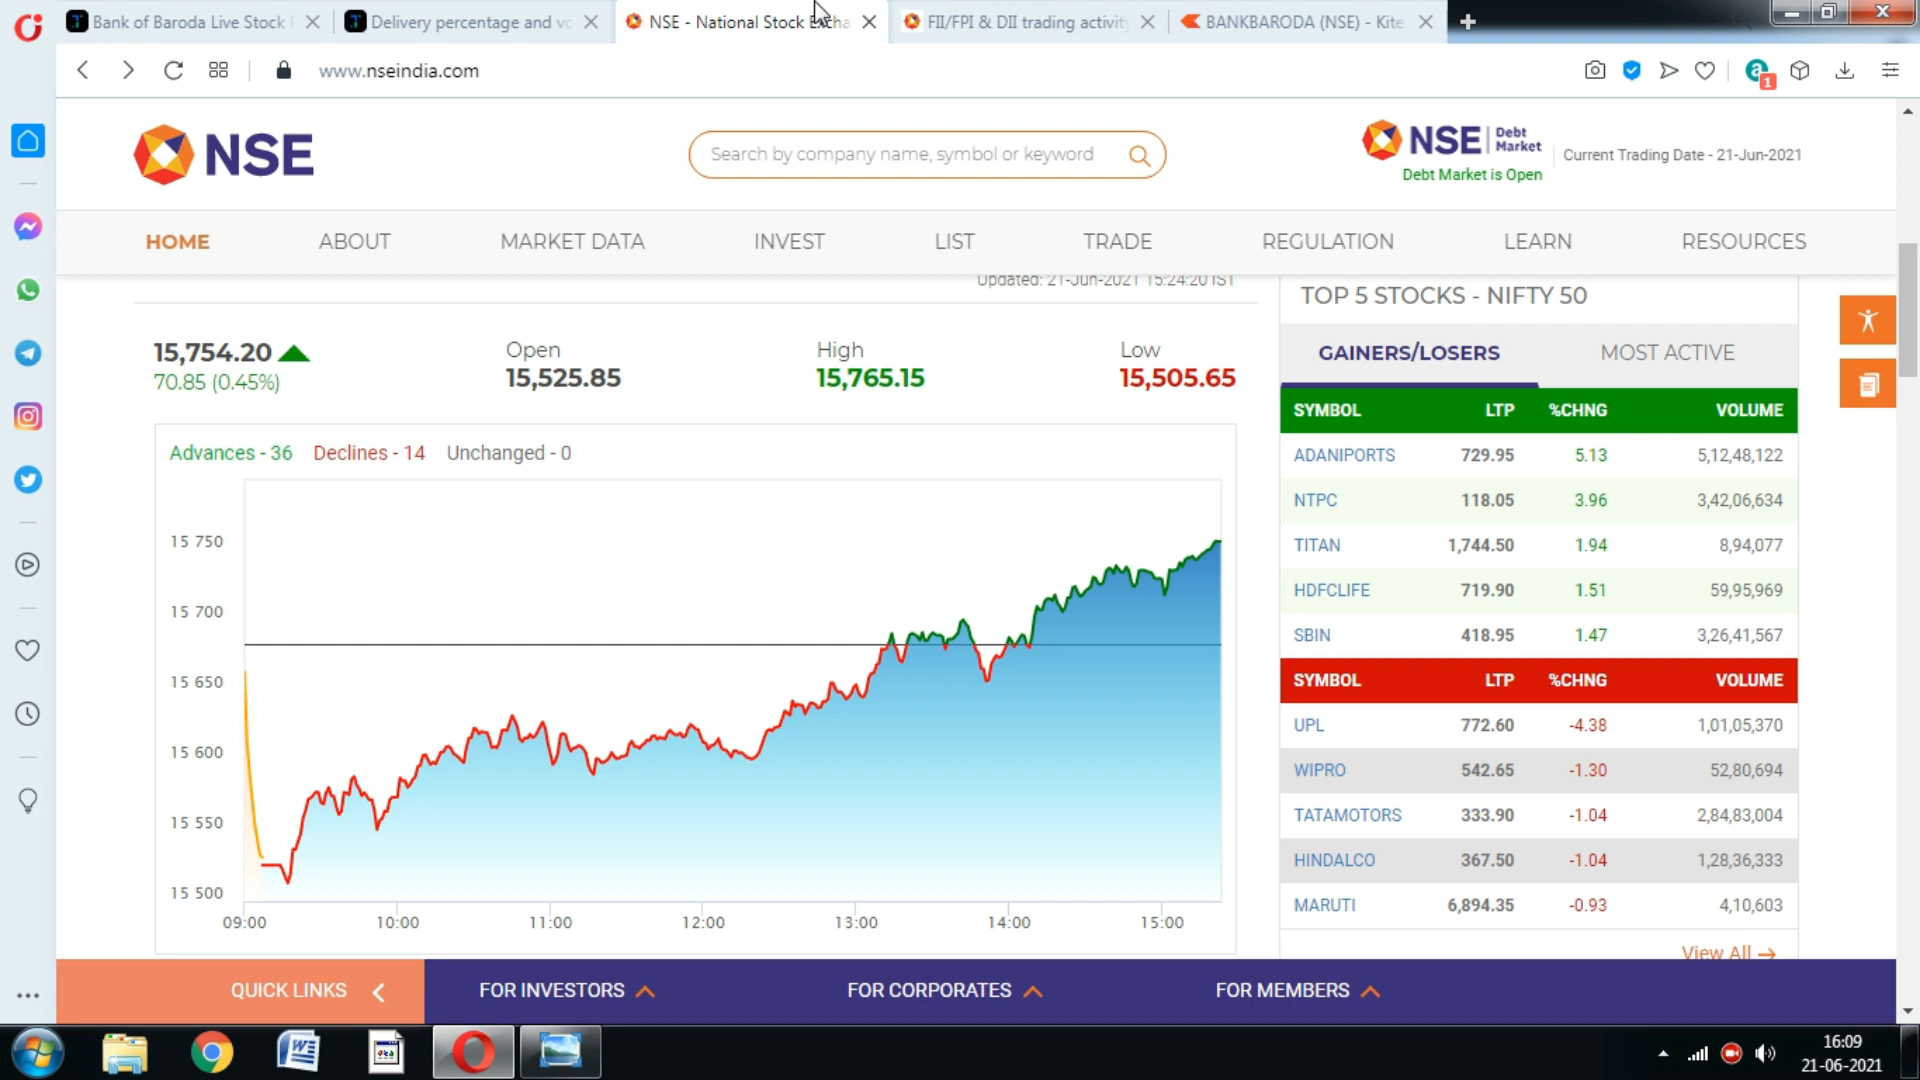 Bank of Baroda Live Stock P
Delivery percentage and vo
NSE - National Stock Excha
FII/FPI & DII trading activity
BANKBARODA (NSE) - Kite
www.nseindia.com
1
NSE
Search by company name, symbol or keyword
NSE Debt Market
Debt Market is Open
Current Trading Date - 21-Jun-2021
HOME ABOUT MARKET DATA INVEST LIST TRADE REGULATION LEARN RESOURCES
Updated: 21-Jun-2021 15:24:20 IST
15,754.20
70.85 (0.45%)
Open
15,525.85
High
15,765.15
Low
15,505.65
Advances - 36 Declines - 14 Unchanged - 0
15 750
15 700
15 650
15 600
15 550
15 500
09:00 10:00 11:00 12:00 13:00 14:00 15:00
TOP 5 STOCKS - NIFTY 50
GAINERS/LOSERS MOST ACTIVE
SYMBOL LTP %CHNG VOLUME
ADANIPORTS 729.95 5.13 5,12,48,122
NTPC 118.05 3.96 3,42,06,634
TITAN 1,744.50 1.94 8,94,077
HDFCLIFE 719.90 1.51 59,95,969
SBIN 418.95 1.47 3,26,41,567
SYMBOL LTP %CHNG VOLUME
UPL 772.60 -4.38 1,01,05,370
WIPRO 542.65 -1.30 52,80,694
TATAMOTORS 333.90 -1.04 2,84,83,004
HINDALCO 367.50 -1.04 1,28,36,333
MARUTI 6,894.35 -0.93 4,10,603
View All
QUICK LINKS FOR INVESTORS FOR CORPORATES FOR MEMBERS
16:09
21-06-2021